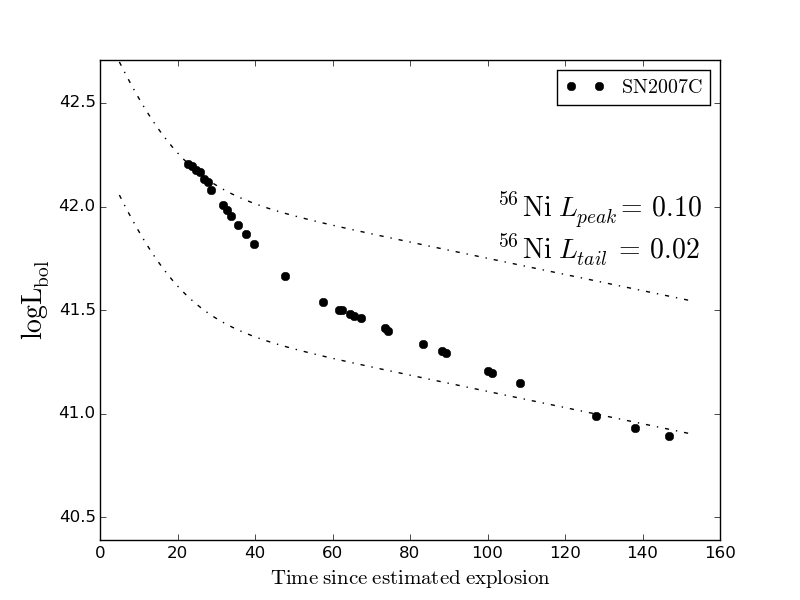 SN2007C
42.5
42.0
41.5
41.0
40.5
⁵⁶Ni L_peak = 0.10
⁵⁶Ni L_tail = 0.02
logL_bol
0 20 40 60 80 100 120 140 160
Time since estimated explosion